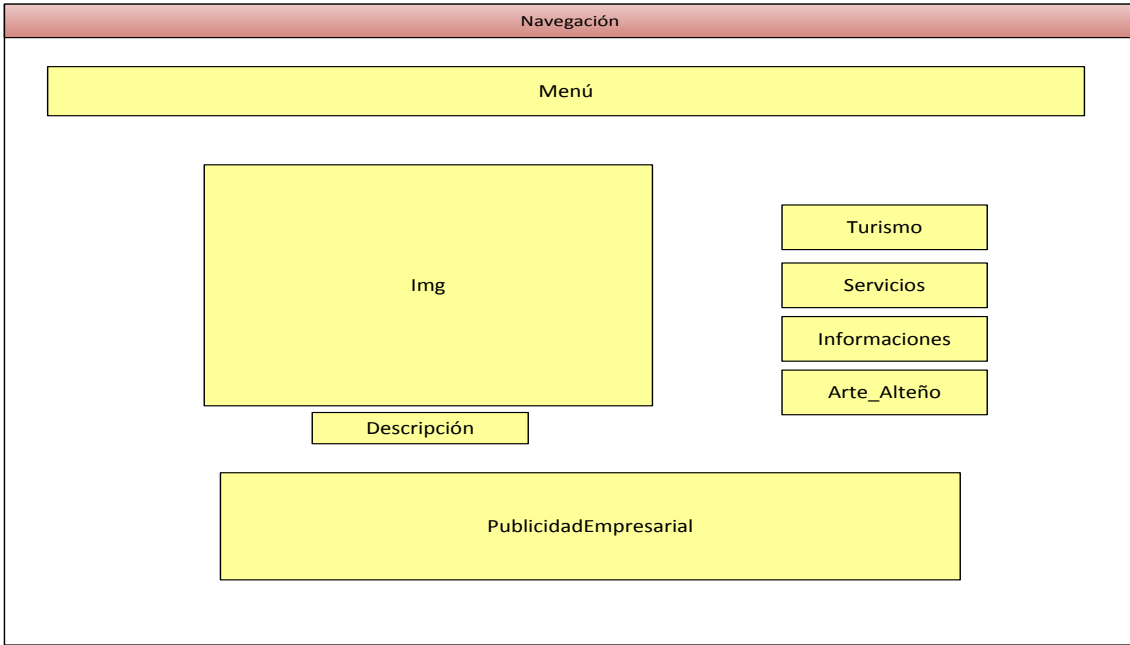 Navegación
Menú
Img
Descripción
Turismo
Servicios
Informaciones
Arte_Alteño
PublicidadEmpresarial